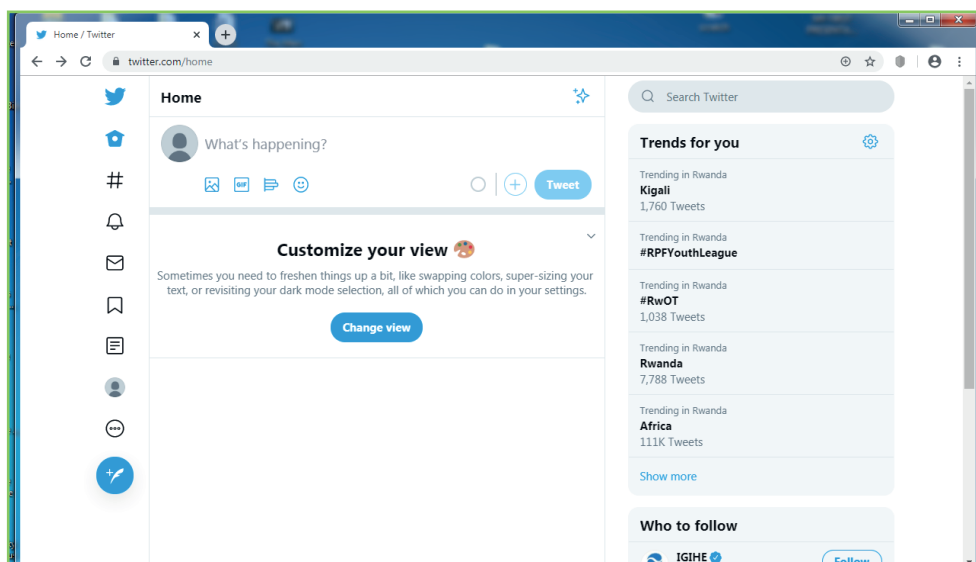 Home / Twitter
twitter.com/home
Home
What's happening?
GIF
Tweet
Customize your view
Sometimes you need to freshen things up a bit, like swapping colors, super-sizing your
text, or revisiting your dark mode selection, all of which you can do in your settings.
Change view
Search Twitter
Trends for you
Trending in Rwanda
Kigali
1,760 Tweets
Trending in Rwanda
#RPFYouthLeague
Trending in Rwanda
#RwOT
1,038 Tweets
Trending in Rwanda
Rwanda
7,788 Tweets
Trending in Rwanda
Africa
111K Tweets
Show more
Who to follow
IGIHE
Follow